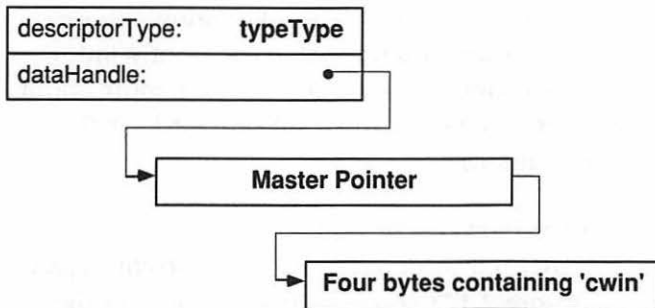 descriptorType: typeType
dataHandle:
Master Pointer
Four bytes containing 'cwin'